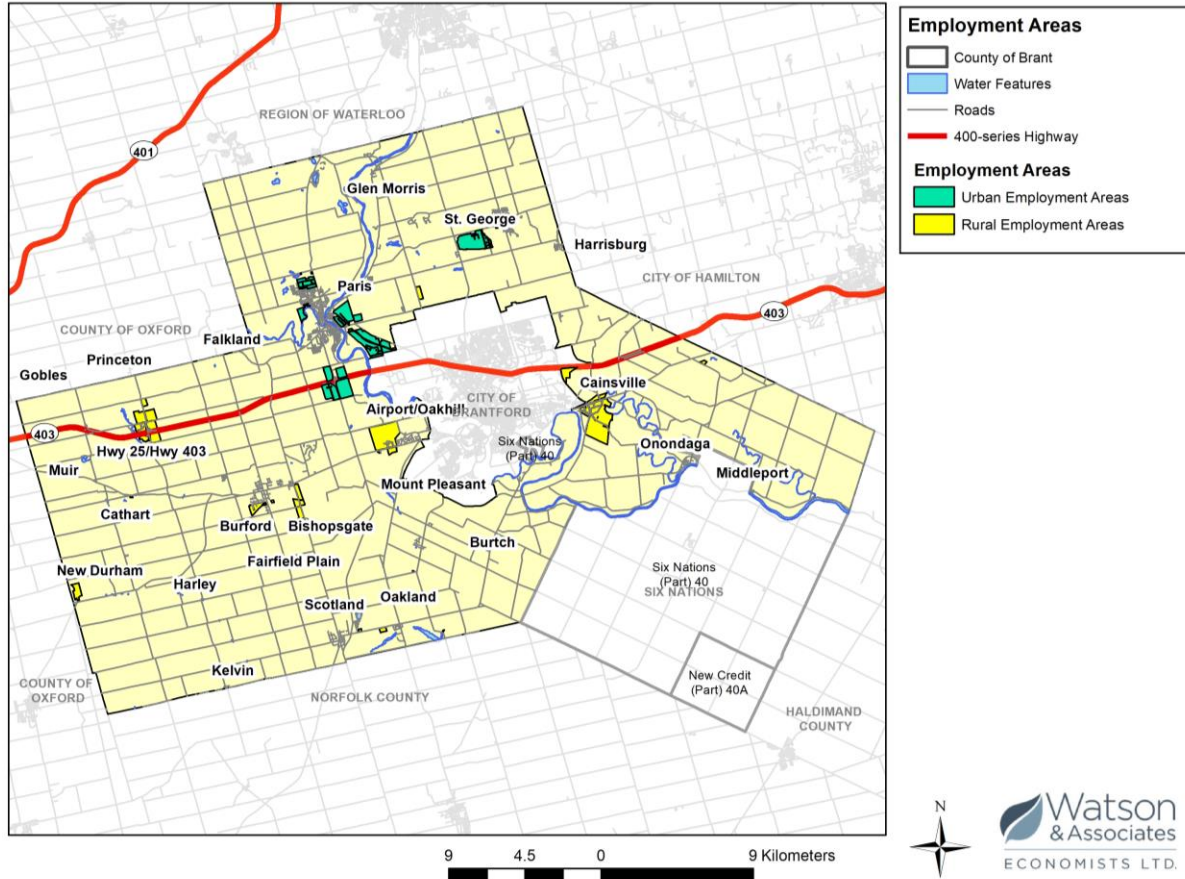 401
REGION OF WATERLOO
Glen Morris
St. George
Harrisburg
CITY OF HAMILTON
Paris
403
COUNTY OF OXFORD
Falkland
Princeton
Gobles
Cainsville
CITY OF
BRANTFORD
Airport/Oakhill
403
Six Nations
(Part) 40
Onondaga
Hwy 25/Hwy 403
Muir
Middleport
Mount Pleasant
Cathart
Burford
Bishopsgate
Burtch
Fairfield Plain
New Durham
Harley
Six Nations
(Part) 40
SIX NATIONS
Scotland
Oakland
Kelvin
New Credit
(Part) 40A
COUNTY OF
OXFORD
NORFOLK COUNTY
HALDIMAND
COUNTY
Employment Areas
County of Brant
Water Features
Roads
400-series Highway
Employment Areas
Urban Employment Areas
Rural Employment Areas
N
Watson
& Associates
ECONOMISTS LTD.
9 4.5 0 9 Kilometers